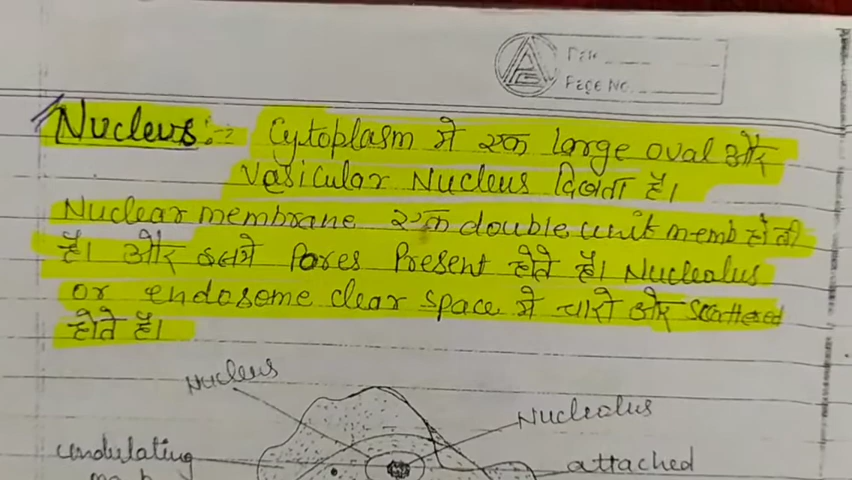 Date
PAGE NO.
Nucleus :- Cytoplasm में एक large oval और
Vesicular Nucleus दिखता है।
Nuclear membrane एक double unit memb होती
है। और इसमे Pores Present होते है। Nucleolus
or endosome clear space मे चारो ओर scattered
होते है।
Nucleus
Nucleolus
undulating
attached